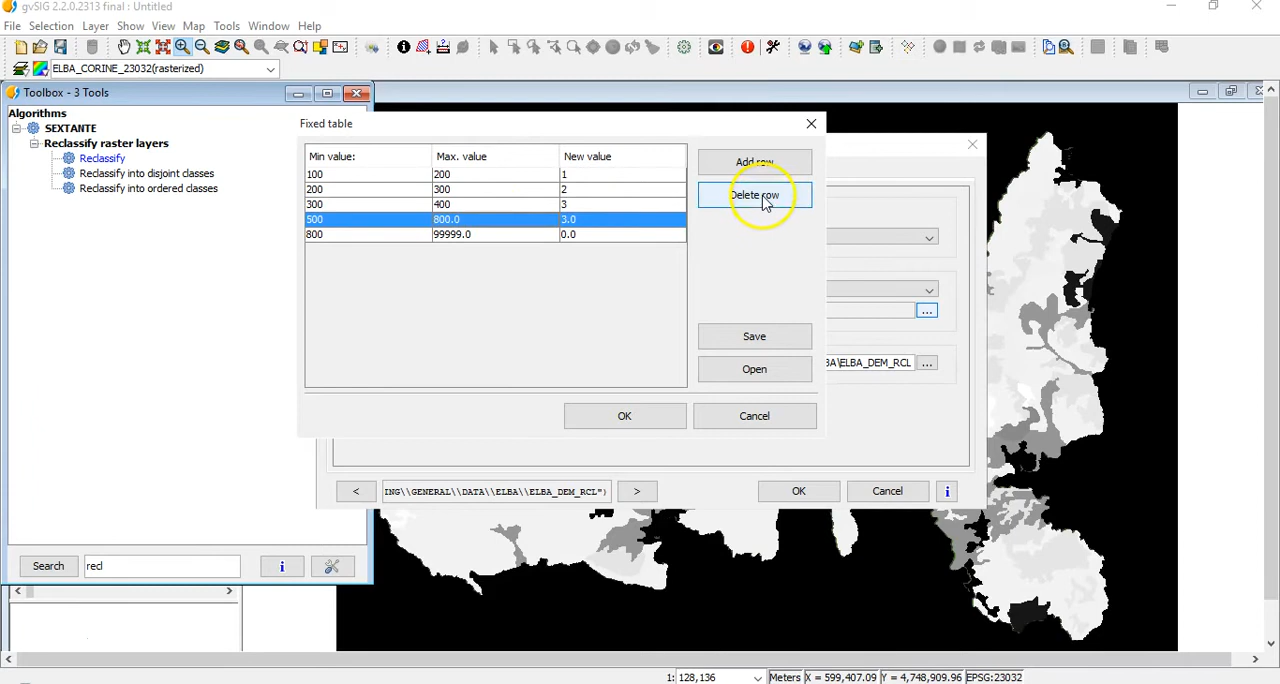 gvSIG 2.2.0.2313 final : Untitled
File Selection Layer Show View Map Tools Window Help
ELBA_CORINE_23032(rasterized)
Toolbox - 3 Tools
Algorithms
SEXTANTE
Reclassify raster layers
Reclassify
Reclassify into disjoint classes
Reclassify into ordered classes
Search recl
Fixed table
Min value: Max. value New value
100 200 1
200 300 2
300 400 3
500 800.0 3.0
800 99999.0 0.0
Add row
Delete row
Save
Open
OK Cancel
...
BA\ELBA_DEM_RCL ...
< ING\\GENERAL\\DATA\\ELBA\\ELBA_DEM_RCL") > OK Cancel
1: 128,136 Meters X = 599,407.09 Y = 4,748,909.96 EPSG:23032